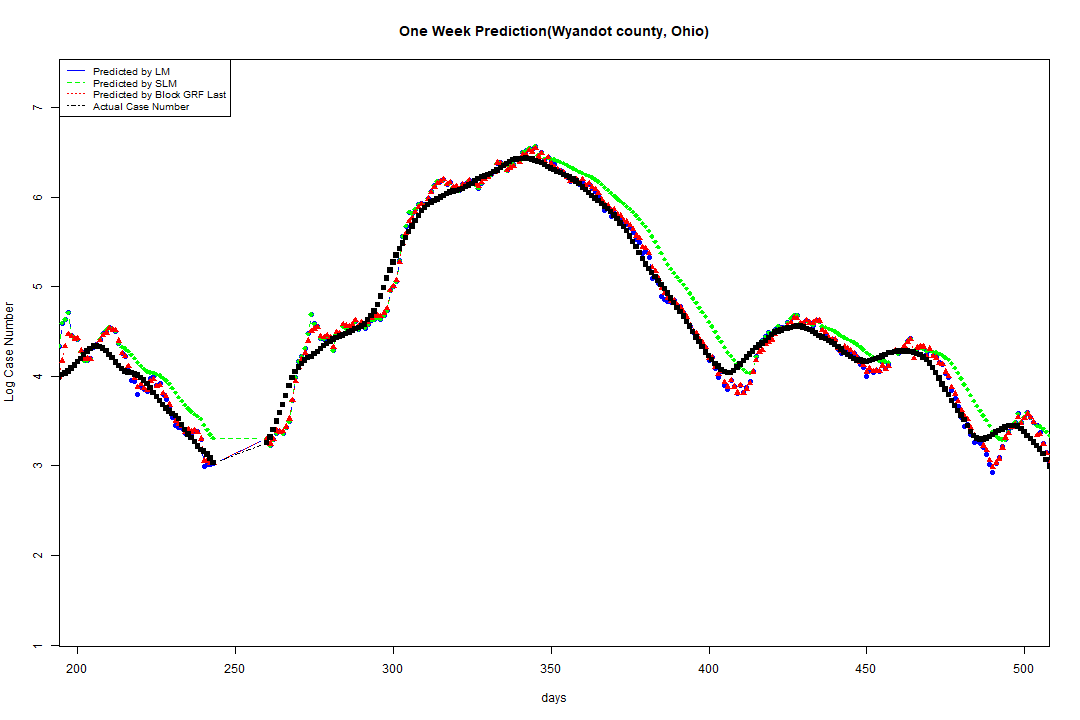 One Week Prediction(Wyandot county, Ohio)
Predicted by LM
Predicted by SLM
Predicted by Block GRF Last
Actual Case Number
7
6
5
4
3
2
1
Log Case Number
200 250 300 350 400 450 500
days